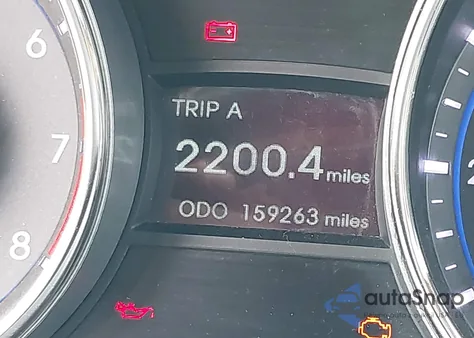 6
TRIP A
2200.4 miles
7
ODO 159263 miles
8
autoSnap